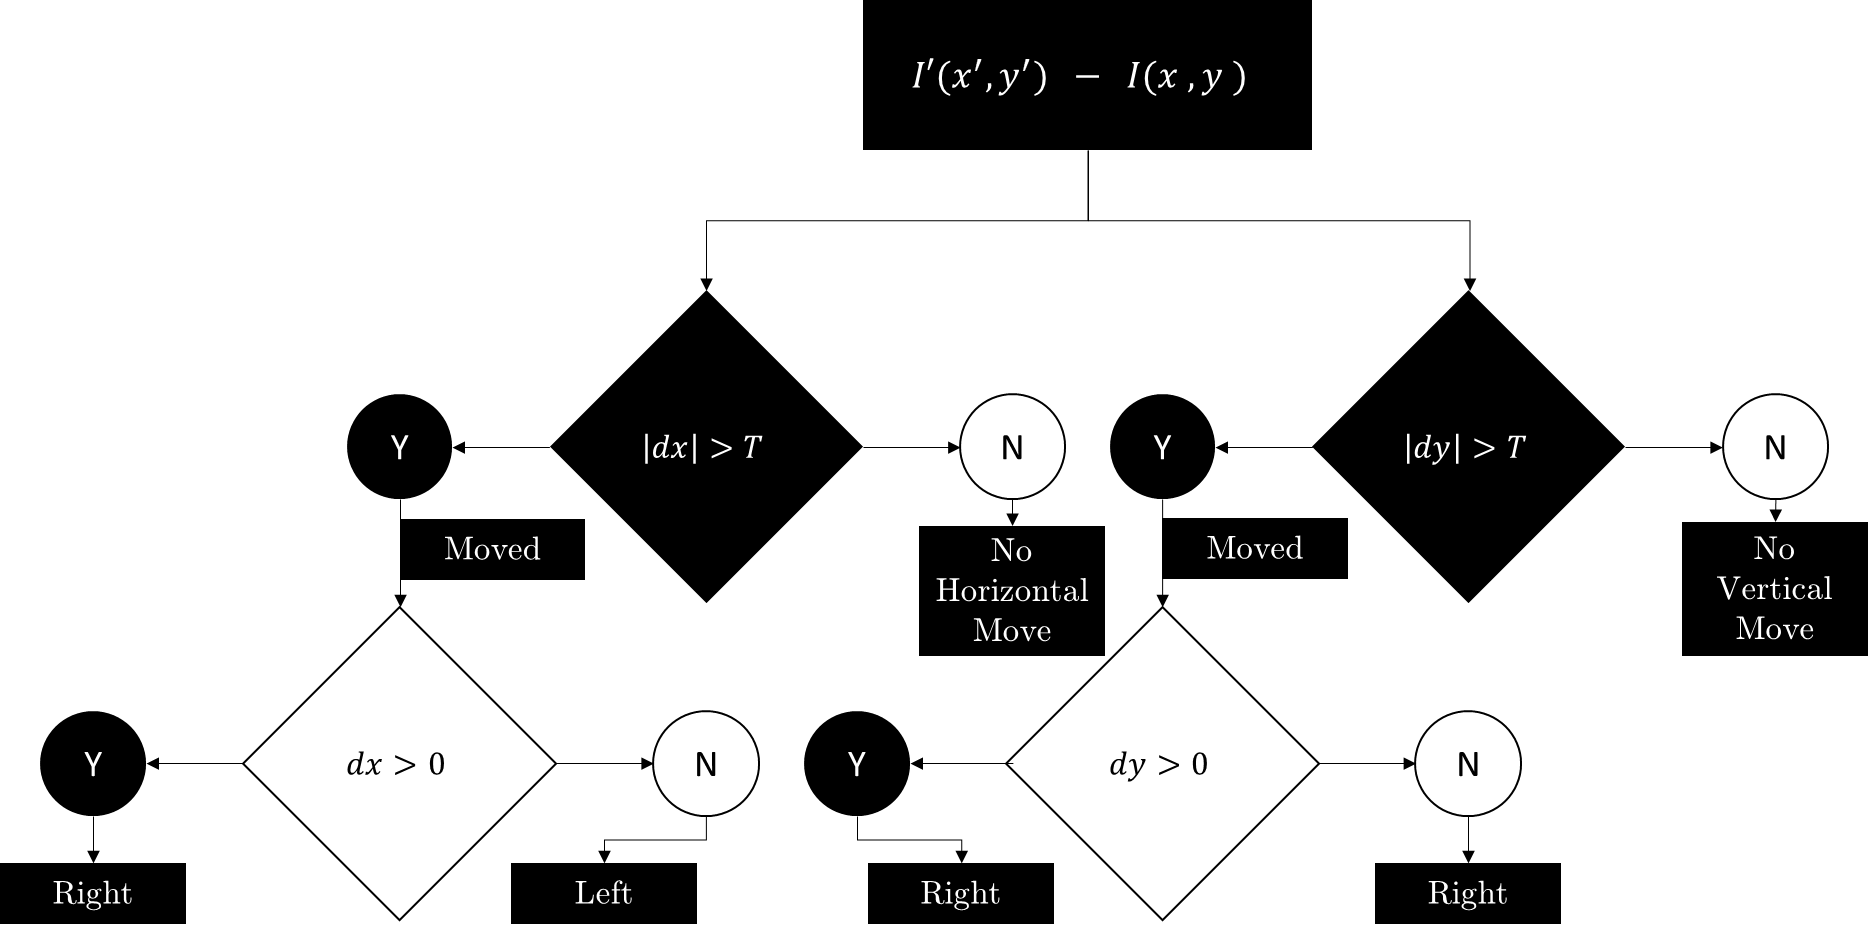 I′(x′,y′) − I(x ,y )
Y
|dx| > T
N
Y
|dy| > T
N
Moved
No
Horizontal
Move
Moved
No
Vertical
Move
Y
dx > 0
N
Y
dy > 0
N
Right
Left
Right
Right